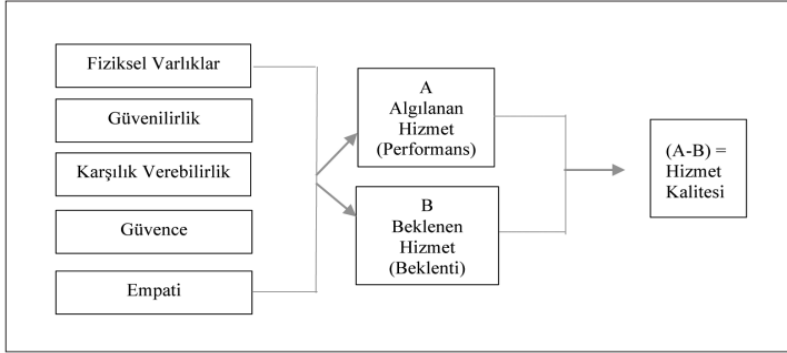 Fiziksel Varlıklar
Güvenilirlik
Karşılık Verebilirlik
Güvence
Empati
A
Algılanan
Hizmet
(Performans)
B
Beklenen
Hizmet
(Beklenti)
(A-B) =
Hizmet
Kalitesi